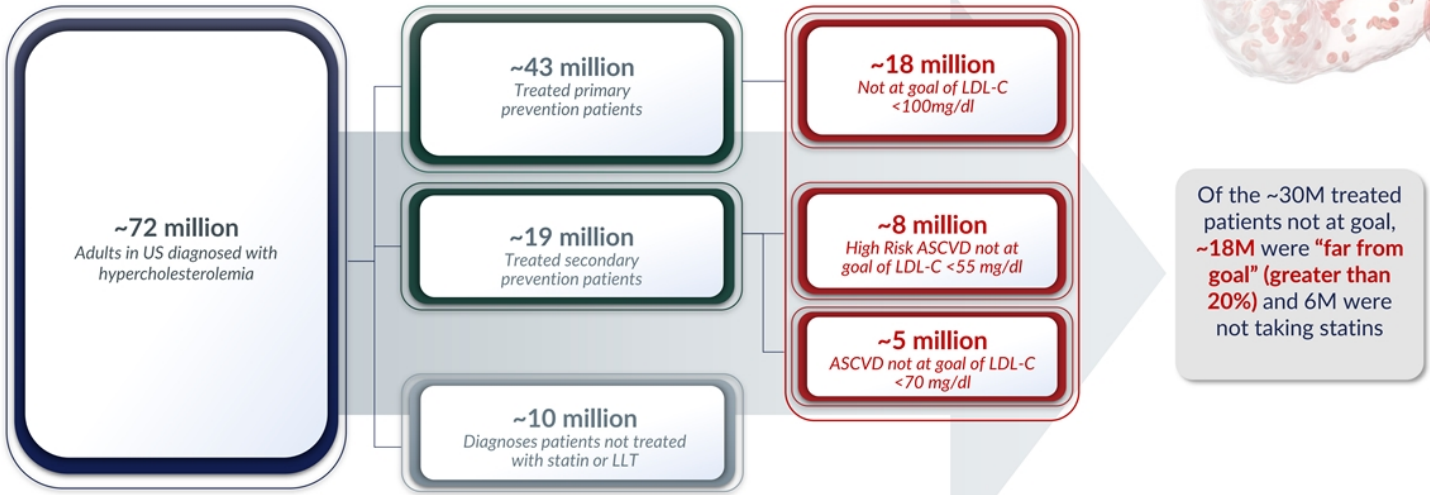 ~72 million
Adults in US diagnosed with
hypercholesterolemia
~43 million
Treated primary
prevention patients
~19 million
Treated secondary
prevention patients
~10 million
Diagnoses patients not treated
with statin or LLT
~18 million
Not at goal of LDL-C
<100mg/dl
~8 million
High Risk ASCVD not at
goal of LDL-C <55 mg/dl
~5 million
ASCVD not at goal of LDL-C
<70 mg/dl
Of the ~30M treated
patients not at goal,
~18M were “far from
goal” (greater than
20%) and 6M were
not taking statins